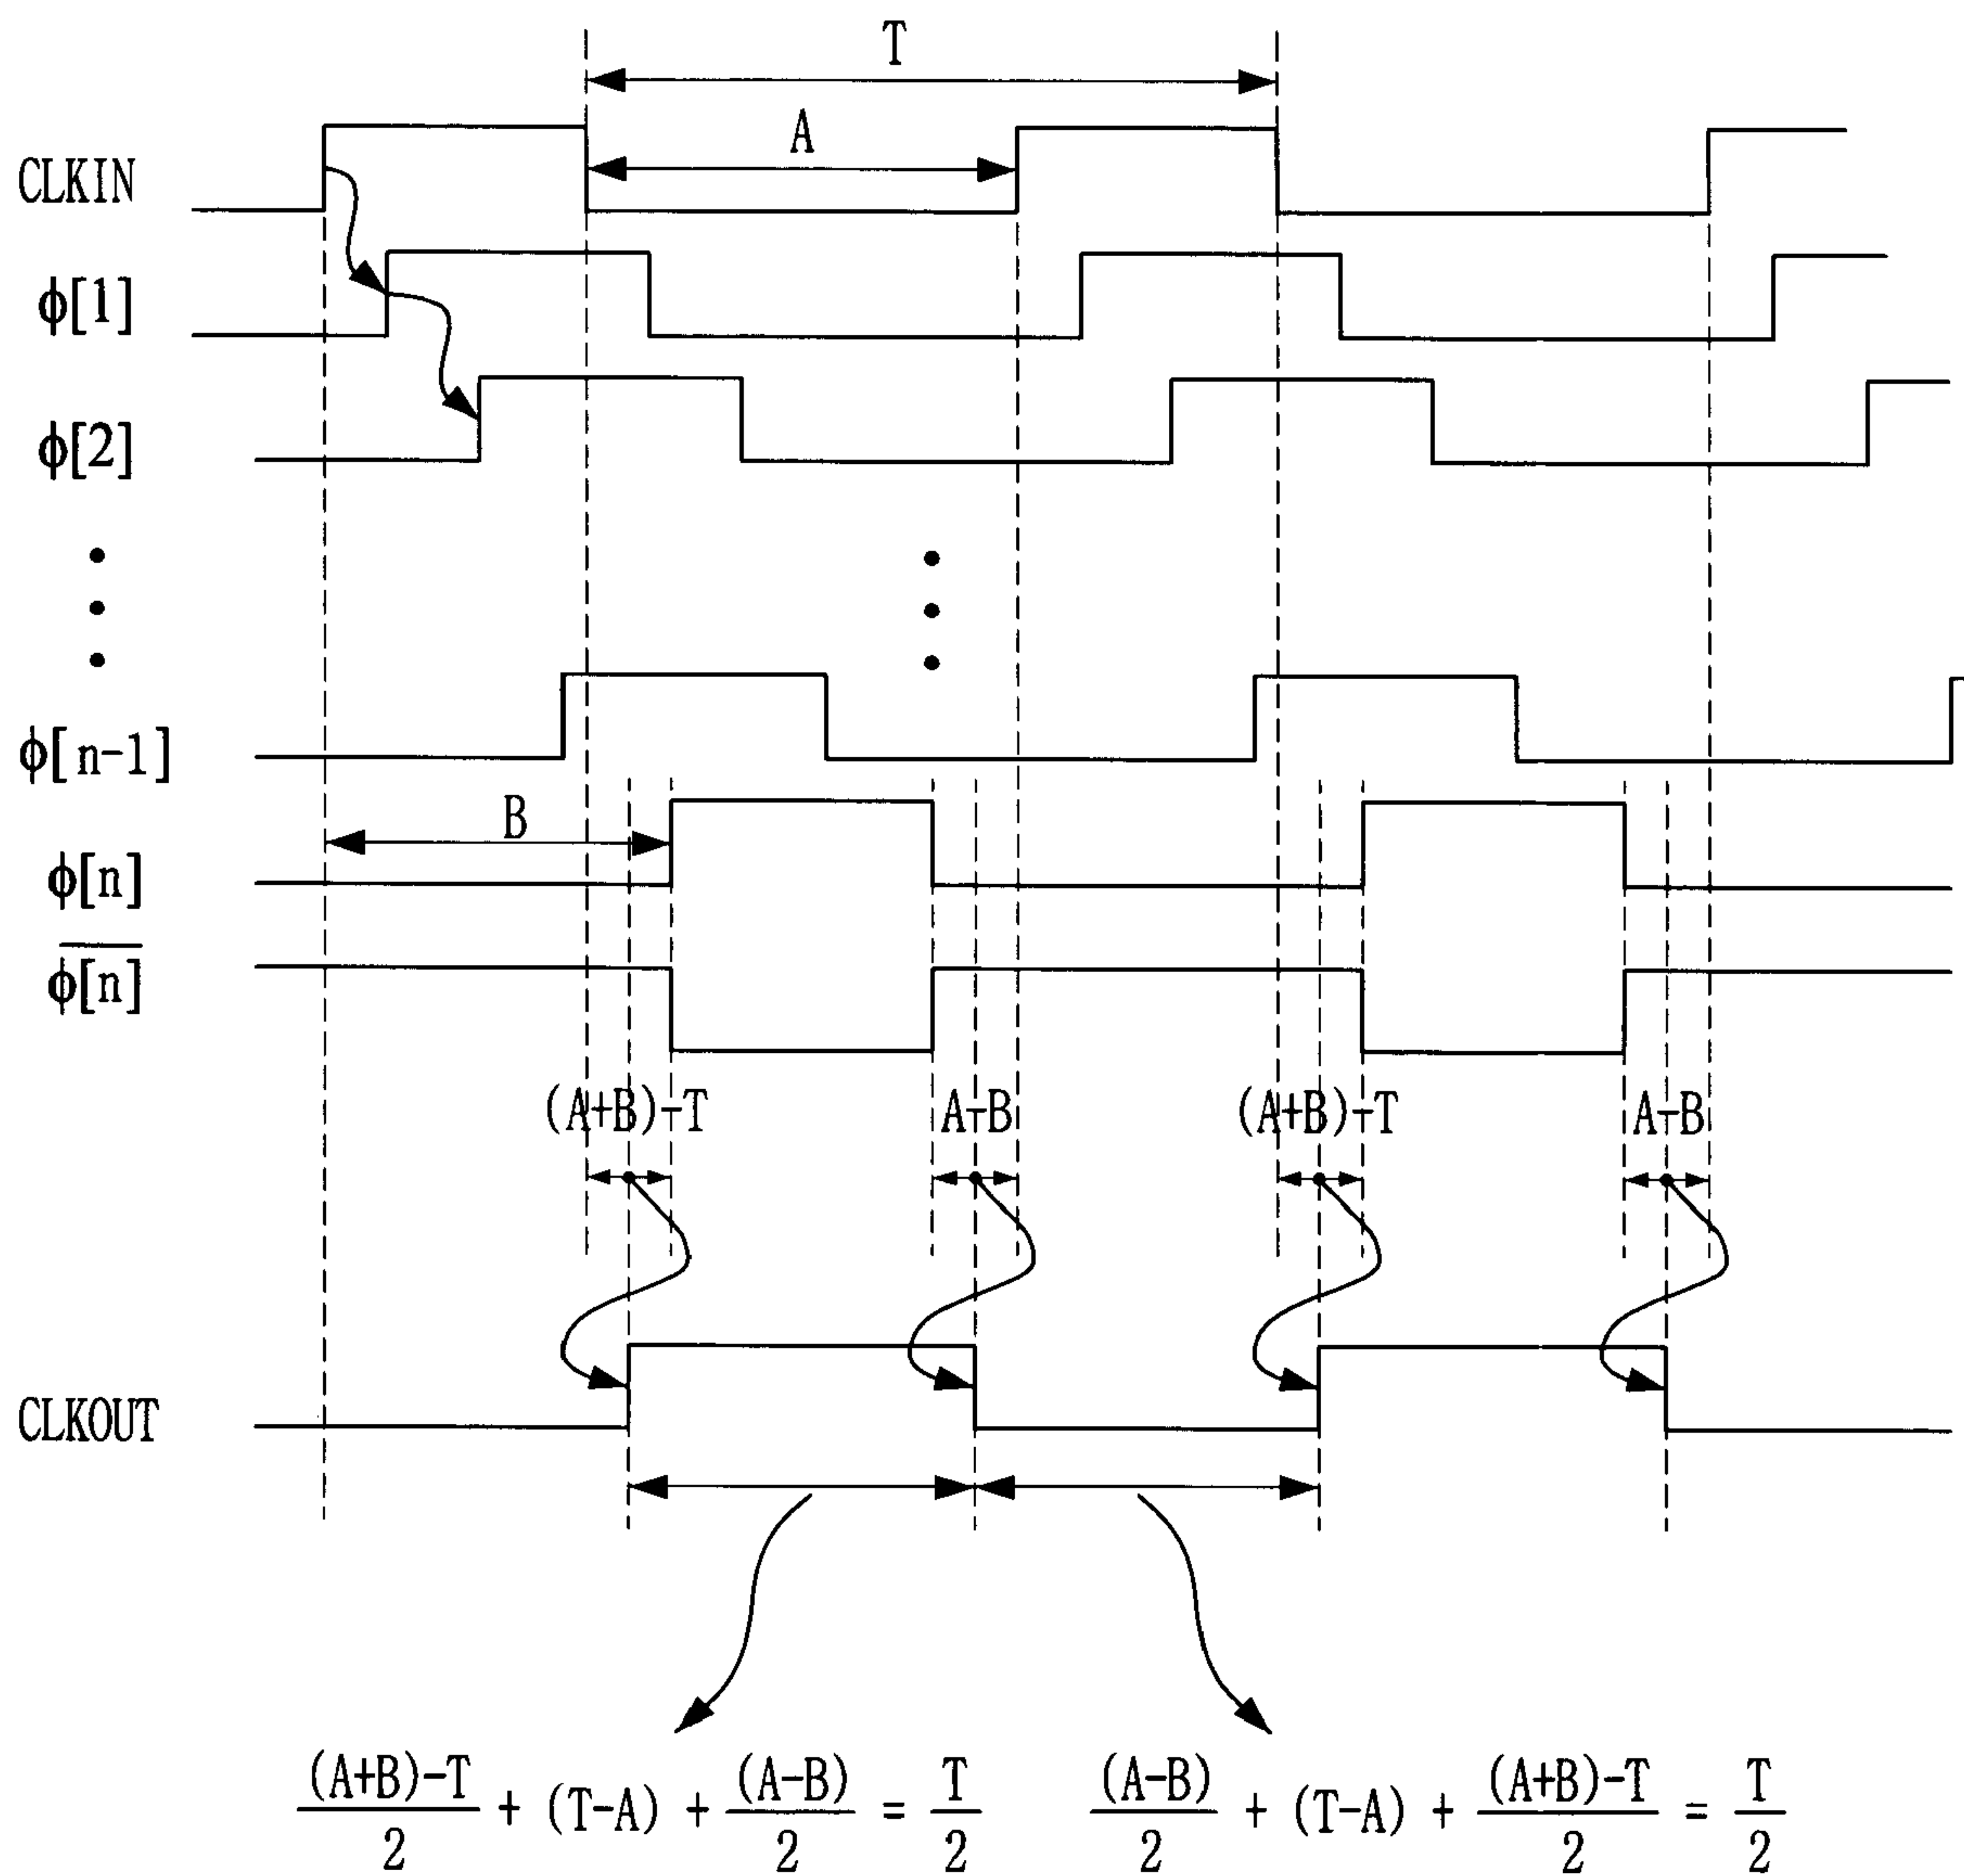 T
A
CLKIN
ϕ[1]
ϕ[2]
ϕ[n-1]
B
ϕ[n]
ϕ[n]̅
(A+B)-T A-B (A+B)-T A-B
CLKOUT
(A+B)-T/2 + (T-A) + (A-B)/2 = T/2 (A-B)/2 + (T-A) + (A+B)-T/2 = T/2